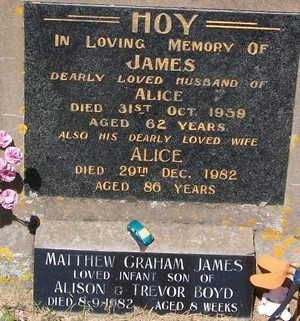 HOY
IN LOVING MEMORY OF
JAMES
DEARLY LOVED HUSBAND OF
ALICE
DIED 31ST OCT. 1959
AGED 62 YEARS
ALSO HIS DEARLY LOVED WIFE
ALICE
DIED 29TH DEC. 1982
AGED 86 YEARS
MATTHEW GRAHAM JAMES
LOVED INFANT SON OF
ALISON & TREVOR BOYD
DIED 8-9-1982 AGED 8 WEEKS